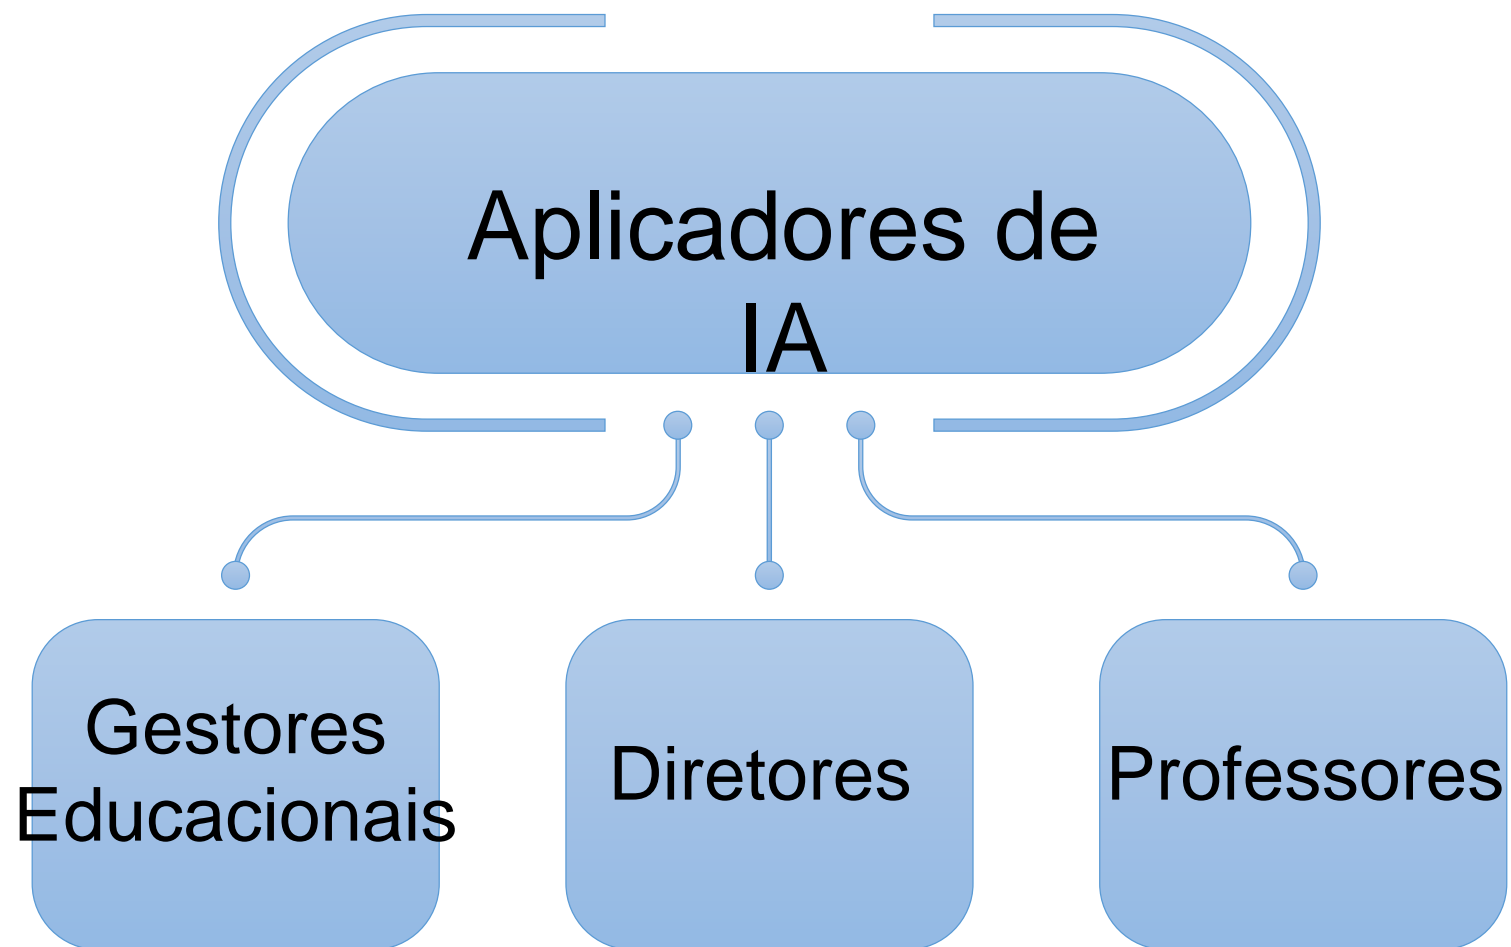 Aplicadores de
IA
Gestores
Educacionais
Diretores
Professores